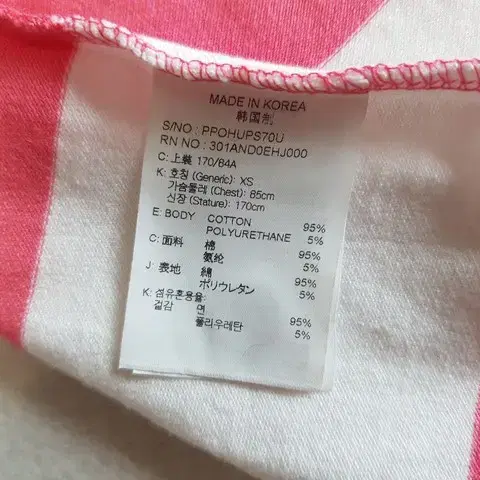 MADE IN KOREA
韩国制
S/NO : PPOHUPS70U
RN NO : 301AND0EHJ000
C: 上裝 170/84A
K: 호칭 (Generic): XS
가슴둘레 (Chest): 85cm
신장 (Stature): 170cm
E: BODY COTTON 95%
POLYURETHANE 5%
C: 面料 棉 95%
氨纶 5%
J: 表地 綿 95%
ポリウレタン 5%
K: 섬유혼용율:
겉감 면 95%
폴리우레탄 5%